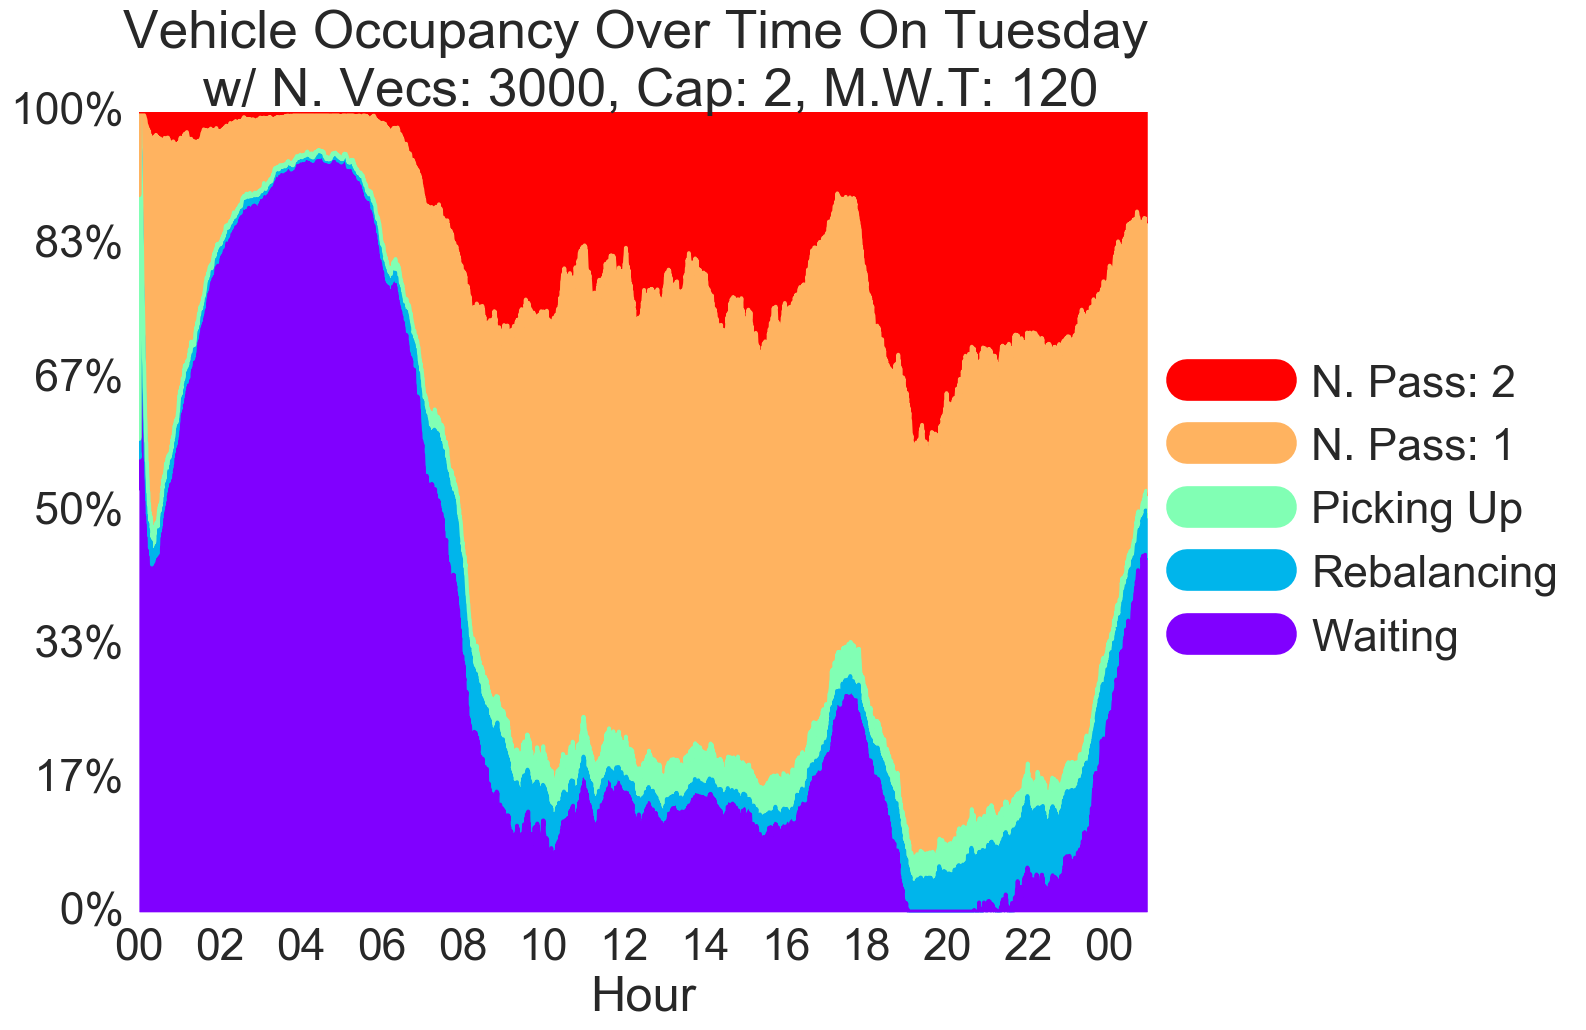 Vehicle Occupancy Over Time On Tuesday
w/ N. Vecs: 3000, Cap: 2, M.W.T: 120
100%
83%
67%
50%
33%
17%
0%
00 02 04 06 08 10 12 14 16 18 20 22 00
Hour
N. Pass: 2
N. Pass: 1
Picking Up
Rebalancing
Waiting